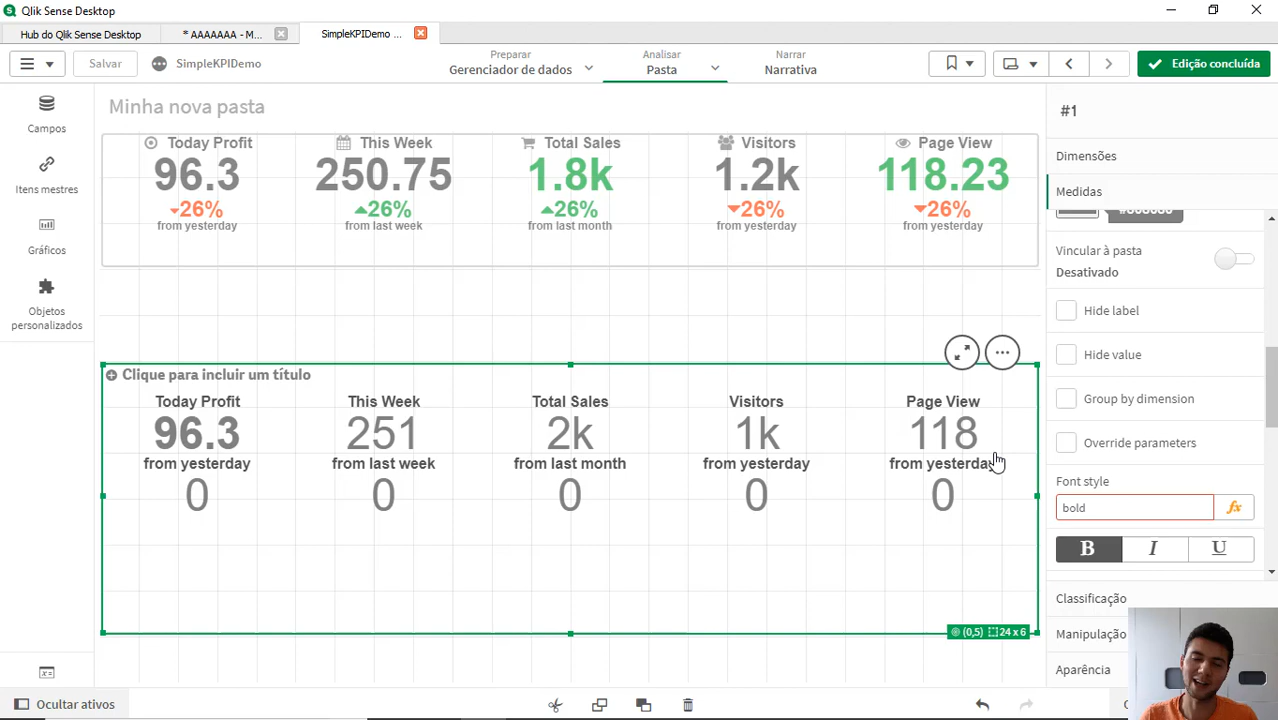 Qlik Sense Desktop
Hub do Qlik Sense Desktop
* AAAAAAA - M...
SimpleKPIDemo ...
Salvar
SimpleKPIDemo
Preparar
Gerenciador de dados
Analisar
Pasta
Narrar
Narrativa
Edição concluída
Campos
Itens mestres
Gráficos
Objetos
personalizados
Minha nova pasta
Today Profit
96.3
26%
from yesterday
This Week
250.75
26%
from last week
Total Sales
1.8k
26%
from last month
Visitors
1.2k
26%
from yesterday
Page View
118.23
26%
from yesterday
Clique para incluir um título
Today Profit
96.3
from yesterday
0
This Week
251
from last week
0
Total Sales
2k
from last month
0
Visitors
1k
from yesterday
0
Page View
118
from yesterday
0
(0,5) 24 x 6
#1
Dimensões
Medidas
Vincular à pasta
Desativado
Hide label
Hide value
Group by dimension
Override parameters
Font style
bold
fx
B I U
Classificação
Manipulação
Aparência
Ocultar ativos